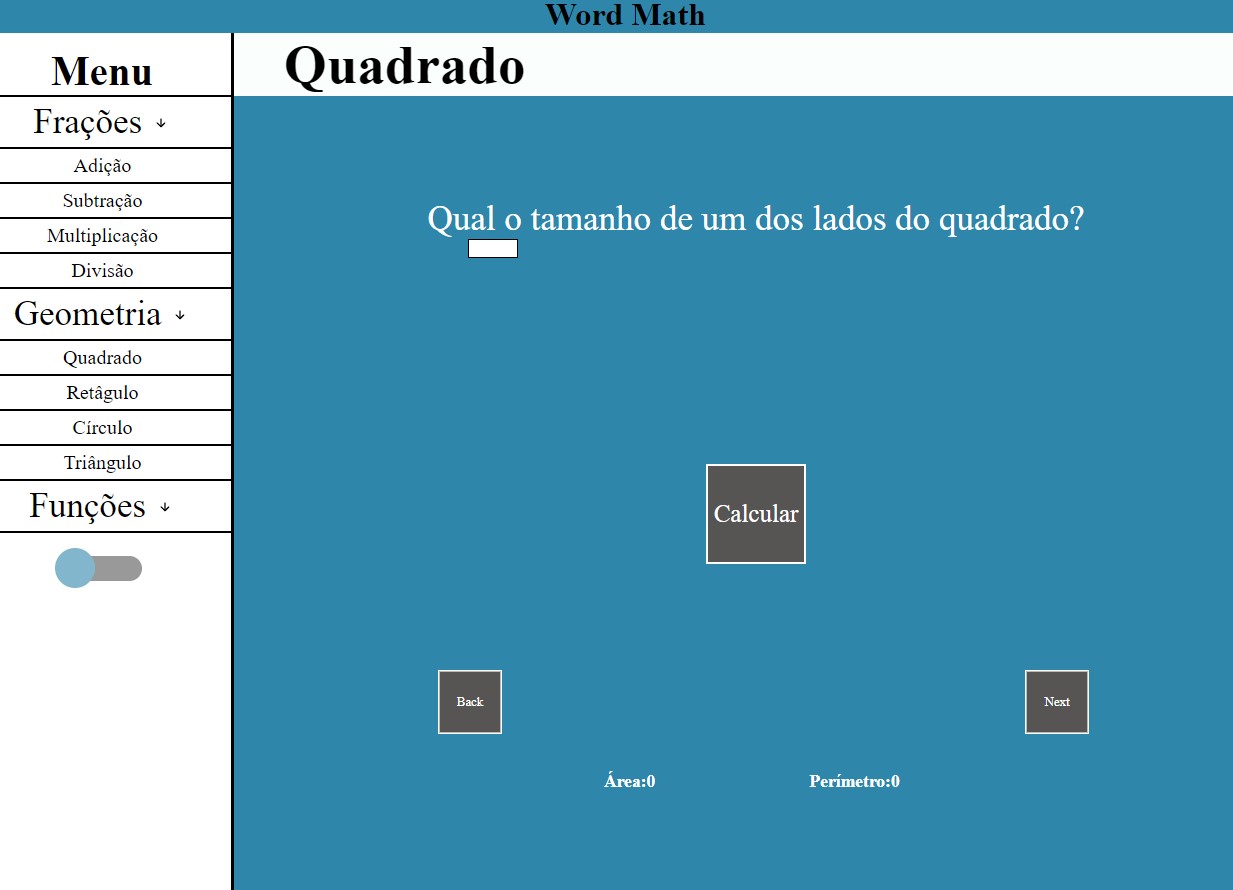 Word Math
Menu
Frações ↓
Adição
Subtração
Multiplicação
Divisão
Geometria ↓
Quadrado
Retâgulo
Círculo
Triângulo
Funções ↓
Quadrado
Qual o tamanho de um dos lados do quadrado?
Calcular
Back
Next
Área:0
Perímetro:0